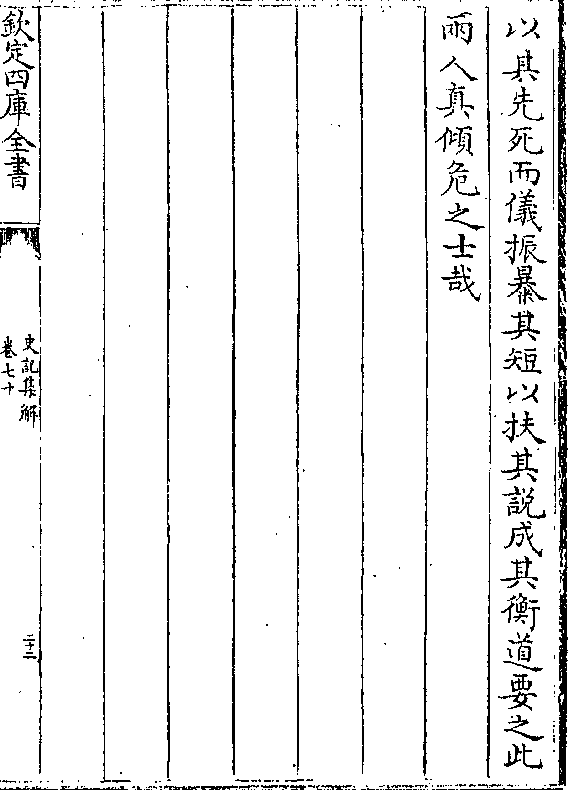 以其先死而儀振暴其短以扶其說成其衡道要之此
兩人真傾危之士哉
欽定四庫全書
史記集解
卷七十
二十二